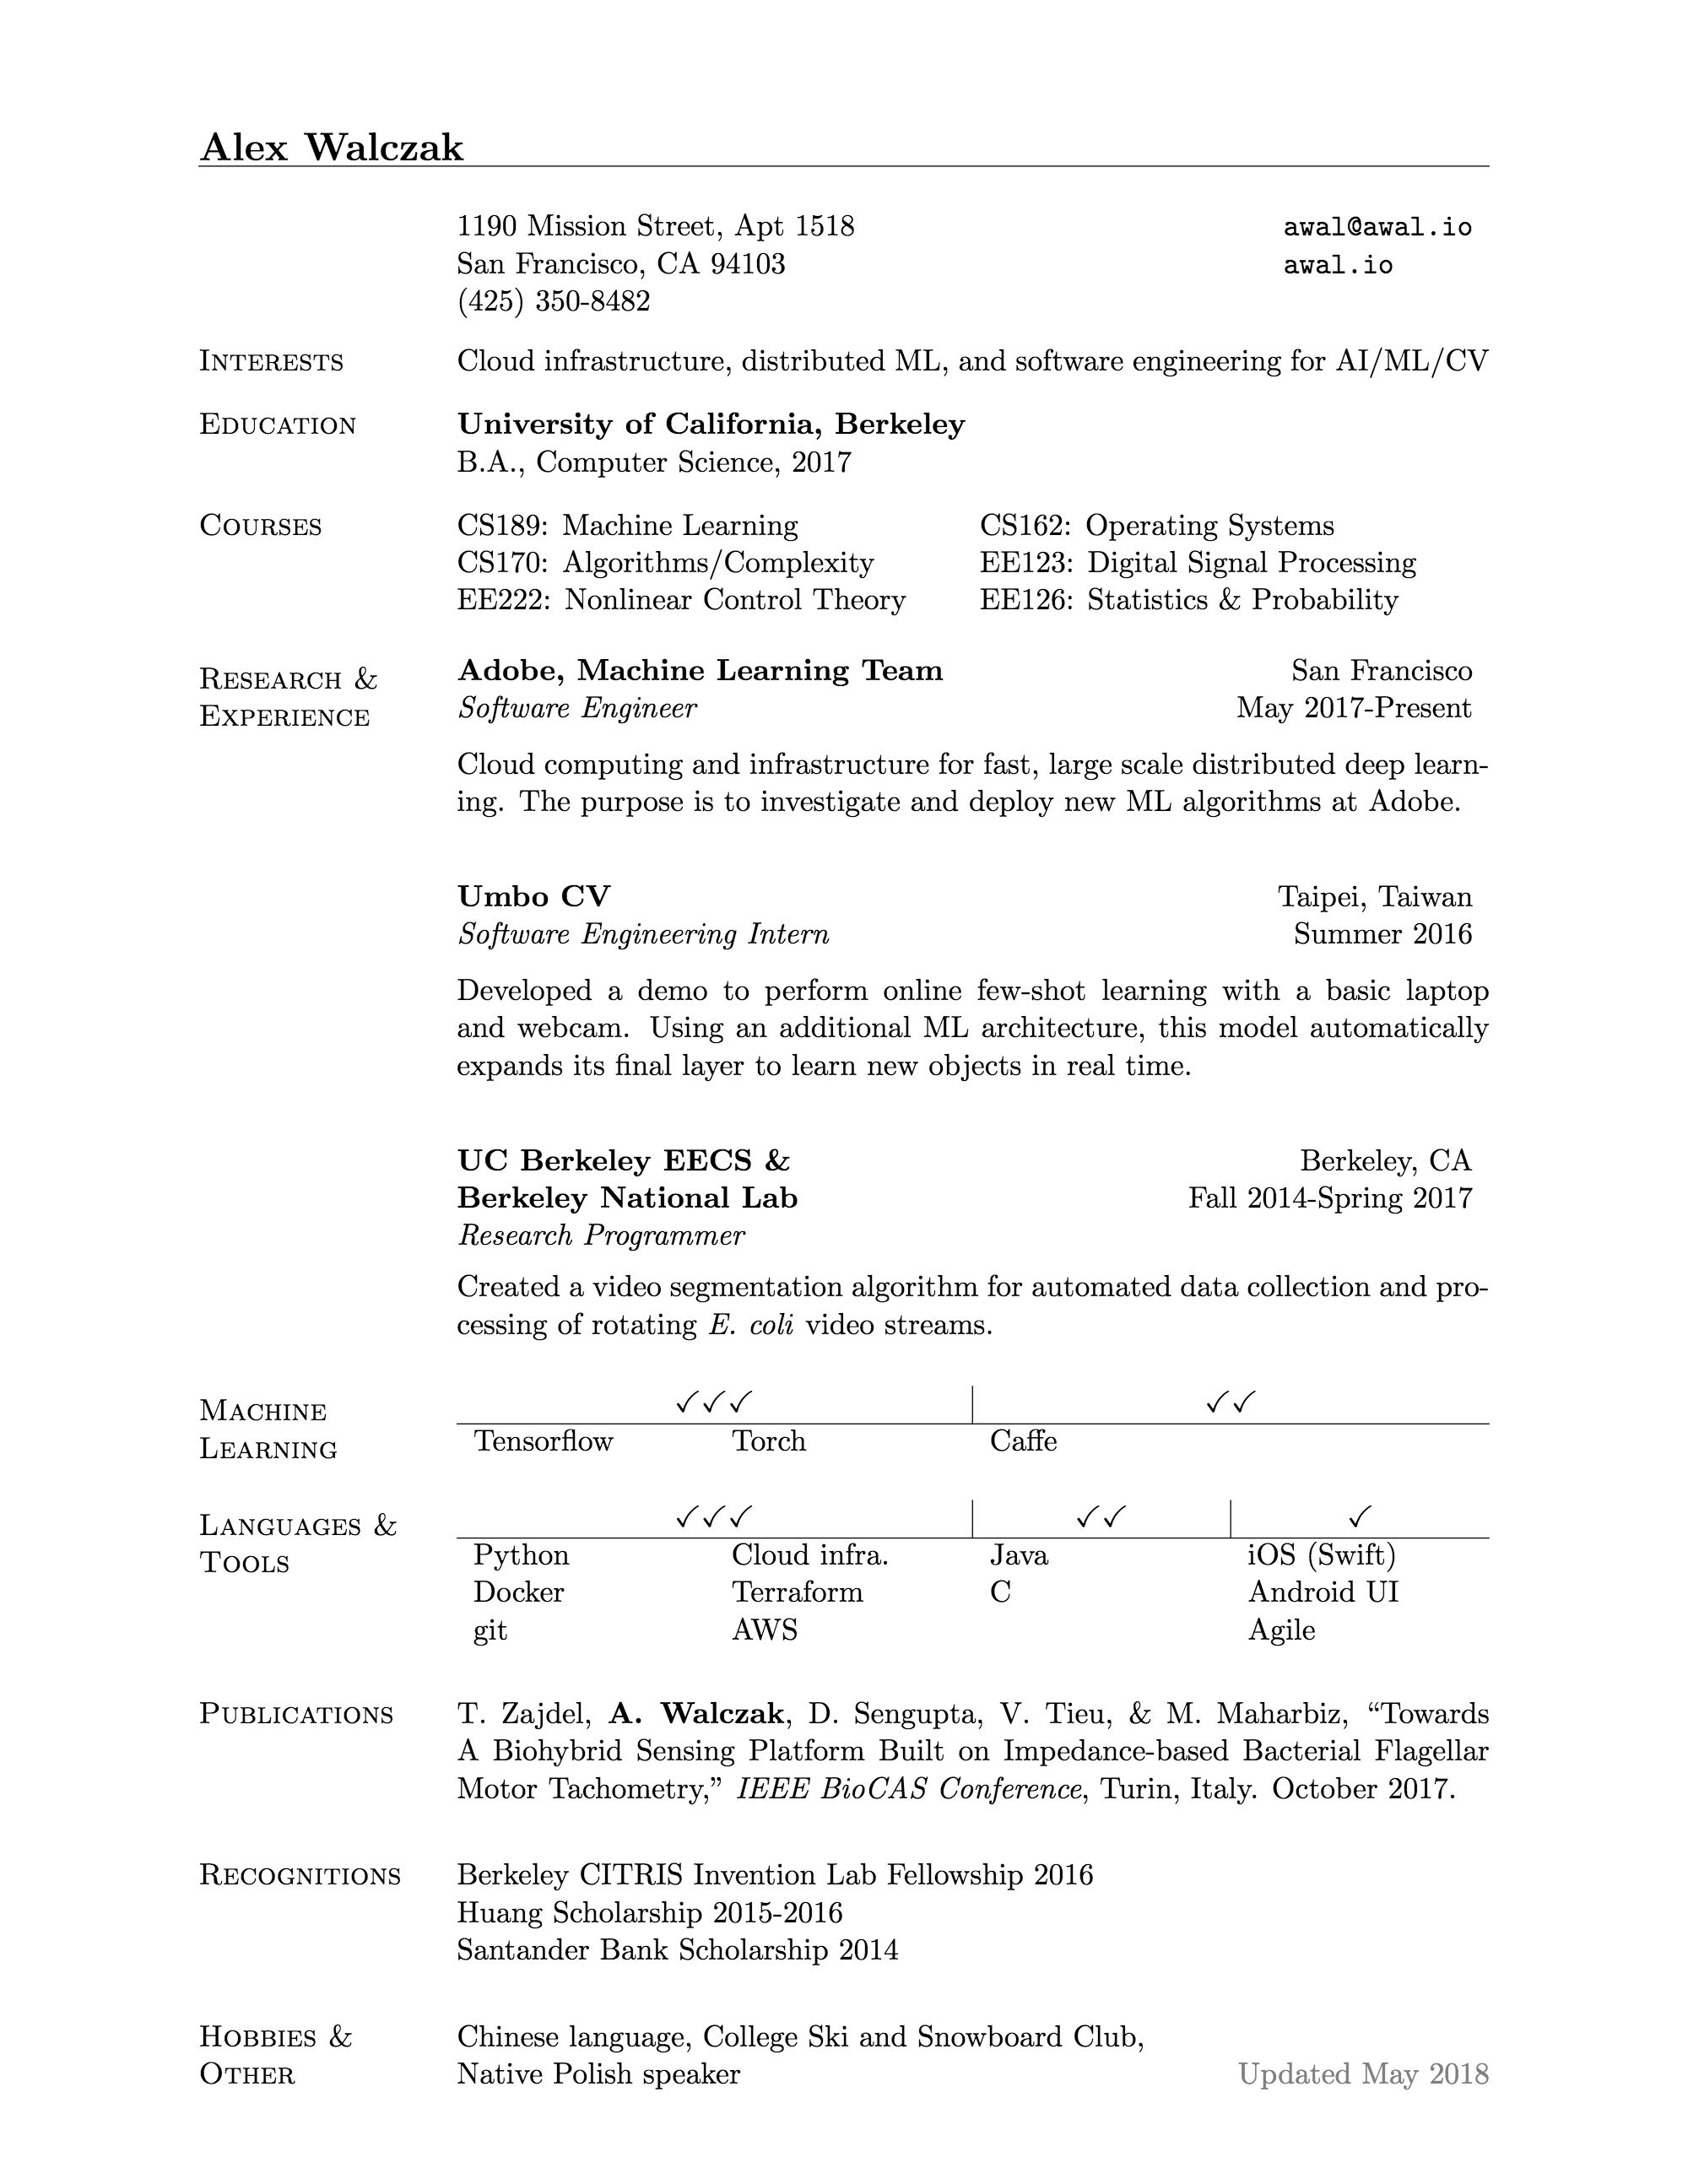 Alex Walczak
1190 Mission Street, Apt 1518 awal@awal.io
San Francisco, CA 94103 awal.io
(425) 350-8482
Interests Cloud infrastructure, distributed ML, and software engineering for AI/ML/CV
Education University of California, Berkeley
B.A., Computer Science, 2017
Courses CS189: Machine Learning CS162: Operating Systems
CS170: Algorithms/Complexity EE123: Digital Signal Processing
EE222: Nonlinear Control Theory EE126: Statistics & Probability
Research & Adobe, Machine Learning Team San Francisco
Experience Software Engineer May 2017-Present
Cloud computing and infrastructure for fast, large scale distributed deep learn-
ing. The purpose is to investigate and deploy new ML algorithms at Adobe.
Umbo CV Taipei, Taiwan
Software Engineering Intern Summer 2016
Developed a demo to perform online few-shot learning with a basic laptop
and webcam. Using an additional ML architecture, this model automatically
expands its final layer to learn new objects in real time.
UC Berkeley EECS & Berkeley, CA
Berkeley National Lab Fall 2014-Spring 2017
Research Programmer
Created a video segmentation algorithm for automated data collection and pro-
cessing of rotating E. coli video streams.
Machine ✓✓✓ ✓✓
Learning Tensorflow Torch Caffe
Languages & ✓✓✓ ✓✓ ✓
Tools Python Cloud infra. Java iOS (Swift)
Docker Terraform C Android UI
git AWS Agile
Publications T. Zajdel, A. Walczak, D. Sengupta, V. Tieu, & M. Maharbiz, “Towards
A Biohybrid Sensing Platform Built on Impedance-based Bacterial Flagellar
Motor Tachometry,” IEEE BioCAS Conference, Turin, Italy. October 2017.
Recognitions Berkeley CITRIS Invention Lab Fellowship 2016
Huang Scholarship 2015-2016
Santander Bank Scholarship 2014
Hobbies & Chinese language, College Ski and Snowboard Club,
Other Native Polish speaker Updated May 2018